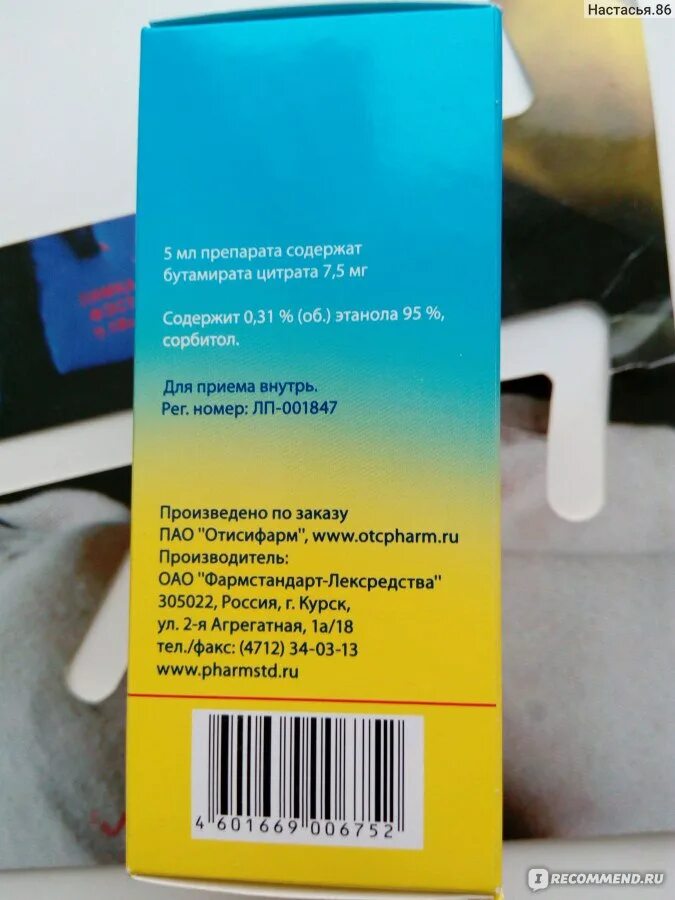 Настасья.86
5 мл препарата содержат
бутамирата цитрата 7,5 мг
Содержит 0,31 % (об.) этанола 95 %,
сорбитол.
Для приема внутрь.
Рег. номер: ЛП-001847
Произведено по заказу
ПАО "Отисифарм", www.otcpharm.ru
Производитель:
ОАО "Фармстандарт-Лексредства"
305022, Россия, г. Курск,
ул. 2-я Агрегатная, 1а/18
тел./факс: (4712) 34-03-13
www.pharmstd.ru
4 601669 006752
IRECOMMEND.RU